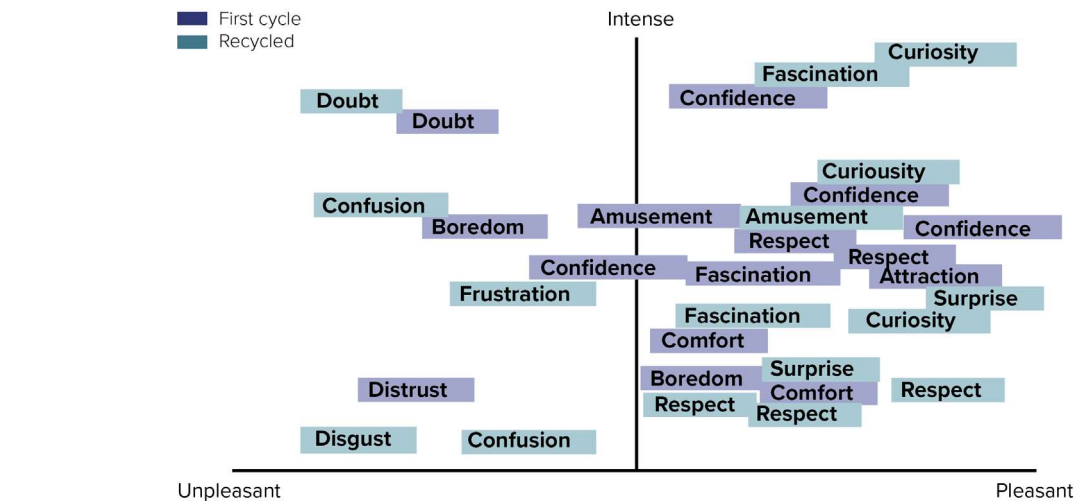 First cycle
Recycled
Intense
Curiosity
Fascination
Confidence
Doubt
Doubt
Curiousity
Confidence
Confusion
Boredom
Amusement
Amusement
Confidence
Respect
Respect
Confidence
Fascination
Attraction
Frustration
Surprise
Fascination
Curiosity
Comfort
Surprise
Boredom
Distrust
Comfort
Respect
Respect
Respect
Disgust
Confusion
Unpleasant
Pleasant